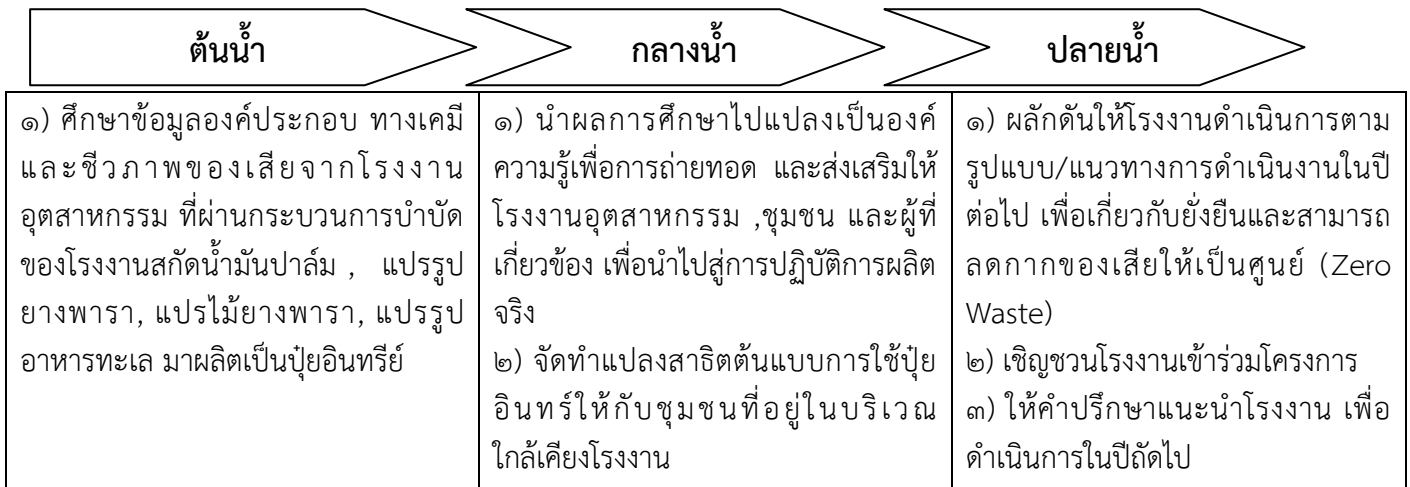 ต้นน้ำ
กลางน้ำ
ปลายน้ำ
๑) ศึกษาข้อมูลองค์ประกอบ ทางเคมี
และชีวภาพของเสียจากโรงงาน
อุตสาหกรรม ที่ผ่านกระบวนการบำบัด
ของโรงงานสกัดน้ำมันปาล์ม , แปรรูป
ยางพารา, แปรไม้ยางพารา, แปรรูป
อาหารทะเล มาผลิตเป็นปุ๋ยอินทรีย์
๑) นำผลการศึกษาไปแปลงเป็นองค์
ความรู้เพื่อการถ่ายทอด และส่งเสริมให้
โรงงานอุตสาหกรรม ,ชุมชน และผู้ที่
เกี่ยวข้อง เพื่อนำไปสู่การปฏิบัติการผลิต
จริง
๒) จัดทำแปลงสาธิตต้นแบบการใช้ปุ๋ย
อินทร์ให้กับชุมชนที่อยู่ในบริเวณ
ใกล้เคียงโรงงาน
๑) ผลักดันให้โรงงานดำเนินการตาม
รูปแบบ/แนวทางการดำเนินงานในปี
ต่อไป เพื่อเกี่ยวกับยั่งยืนและสามารถ
ลดกากของเสียให้เป็นศูนย์ (Zero
Waste)
๒) เชิญชวนโรงงานเข้าร่วมโครงการ
๓) ให้คำปรึกษาแนะนำโรงงาน เพื่อ
ดำเนินการในปีถัดไป